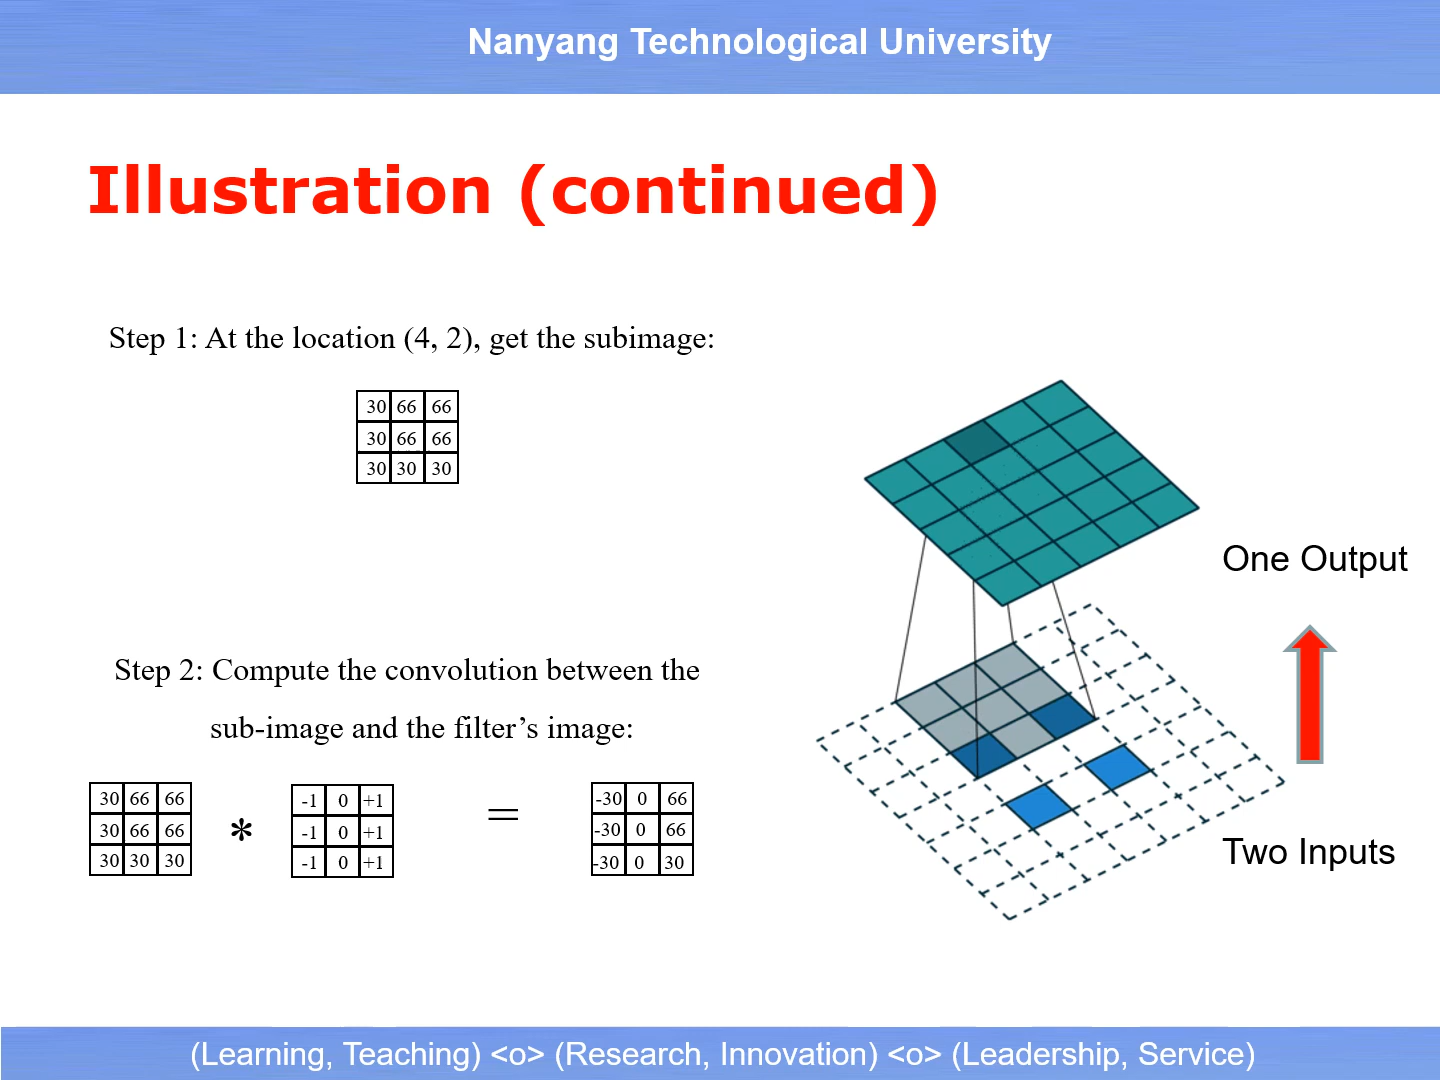 Nanyang Technological University
Illustration (continued)
Step 1: At the location (4, 2), get the subimage:
30 66 66
30 66 66
30 30 30
Step 2: Compute the convolution between the
sub-image and the filter’s image:
30 66 66
30 66 66
30 30 30
*
-1 0 +1
-1 0 +1
-1 0 +1
=
-30 0 66
-30 0 66
-30 0 30
One Output
Two Inputs
(Learning, Teaching) <o> (Research, Innovation) <o> (Leadership, Service)